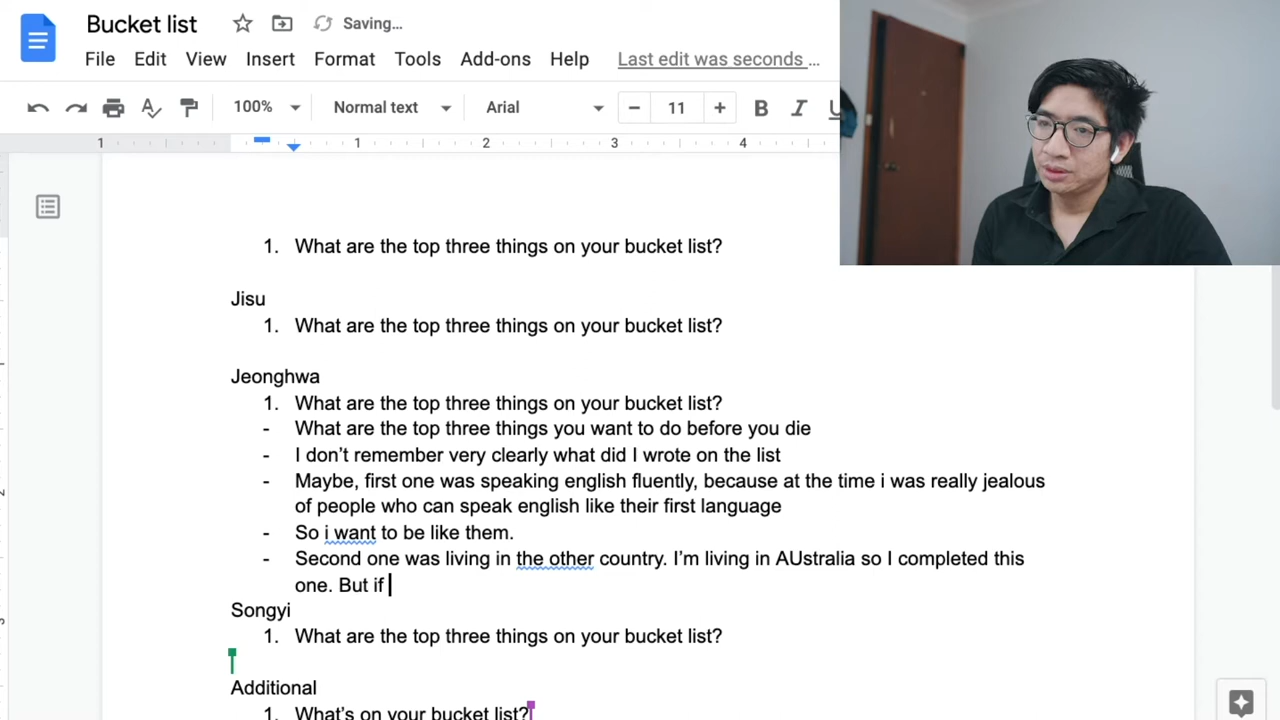 Bucket list
Saving…
File Edit View Insert Format Tools Add-ons Help Last edit was seconds …
100% Normal text Arial 11 B I U
1 1 2 3 4
1. What are the top three things on your bucket list?
Jisu
1. What are the top three things on your bucket list?
Jeonghwa
1. What are the top three things on your bucket list?
- What are the top three things you want to do before you die
- I don’t remember very clearly what did I wrote on the list
- Maybe, first one was speaking english fluently, because at the time i was really jealous
of people who can speak english like their first language
- So i want to be like them.
- Second one was living in the other country. I’m living in AUstralia so I completed this
one. But if
Songyi
1. What are the top three things on your bucket list?
Additional
1. What’s on your bucket list?